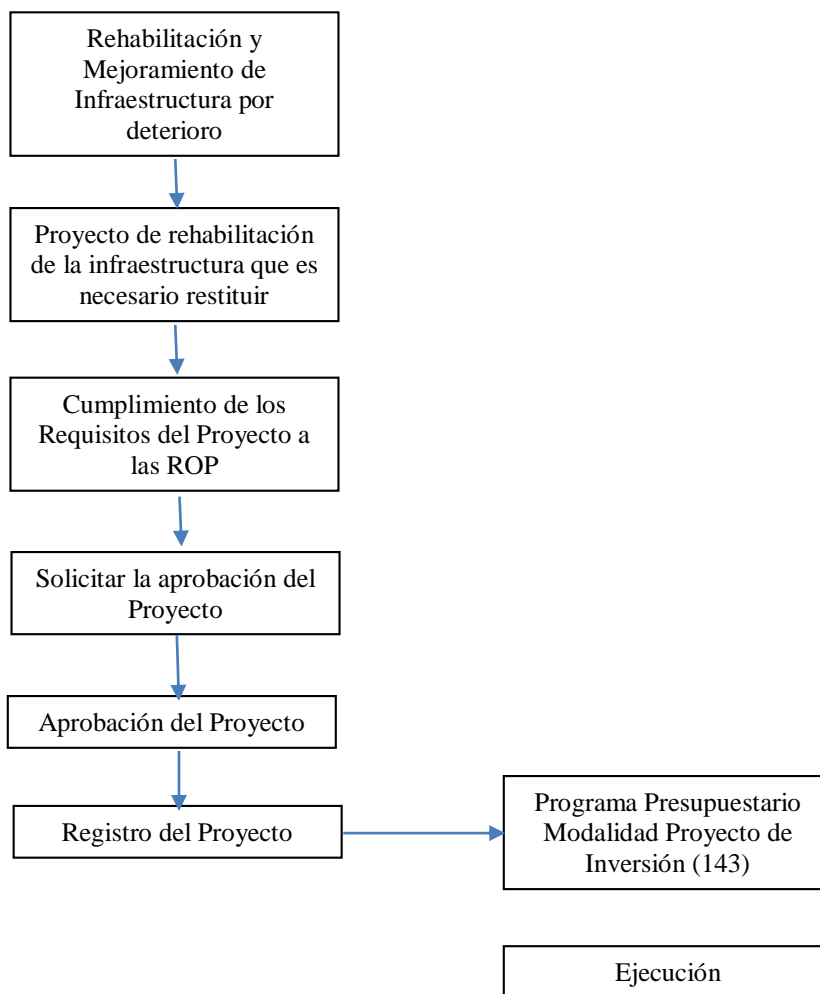 Rehabilitación y
Mejoramiento de
Infraestructura por
deterioro
Proyecto de rehabilitación
de la infraestructura que es
necesario restituir
Cumplimiento de los
Requisitos del Proyecto a
las ROP
Solicitar la aprobación del
Proyecto
Aprobación del Proyecto
Registro del Proyecto
Programa Presupuestario
Modalidad Proyecto de
Inversión (143)
Ejecución